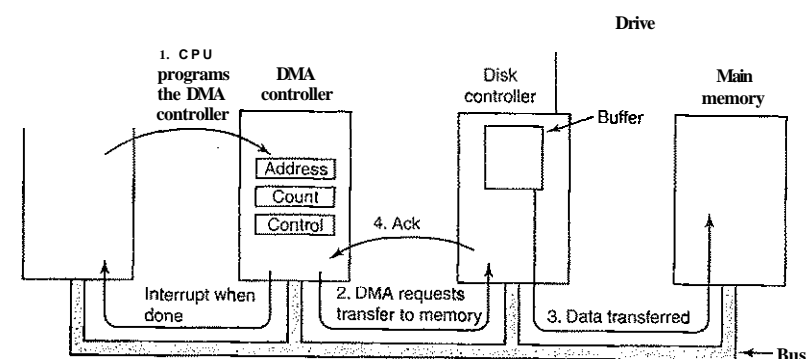 Drive
1. CPU
programs
the DMA
controller
DMA
controller
Disk
controller
Main
memory
Buffer
Address
Count
Control
4. Ack
Interrupt when
done
2. DMA requests
transfer to memory
3. Data transferred
Bus